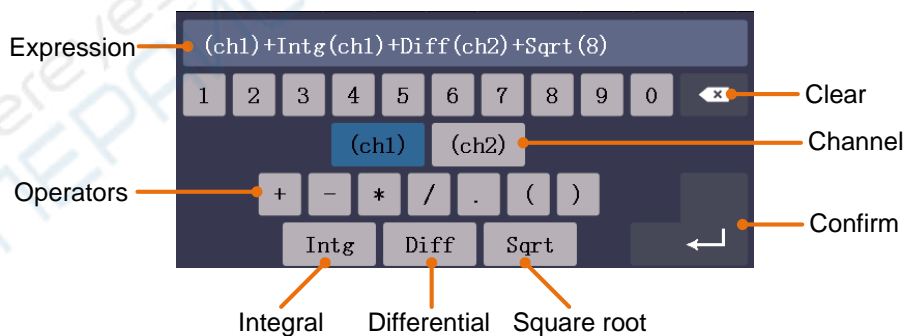 Expression
(ch1)+Intg(ch1)+Diff(ch2)+Sqrt(8)
1 2 3 4 5 6 7 8 9 0
Clear
(ch1) (ch2)
Channel
Operators
+ - * / . ( )
Confirm
Intg Diff Sqrt
Integral Differential Square root